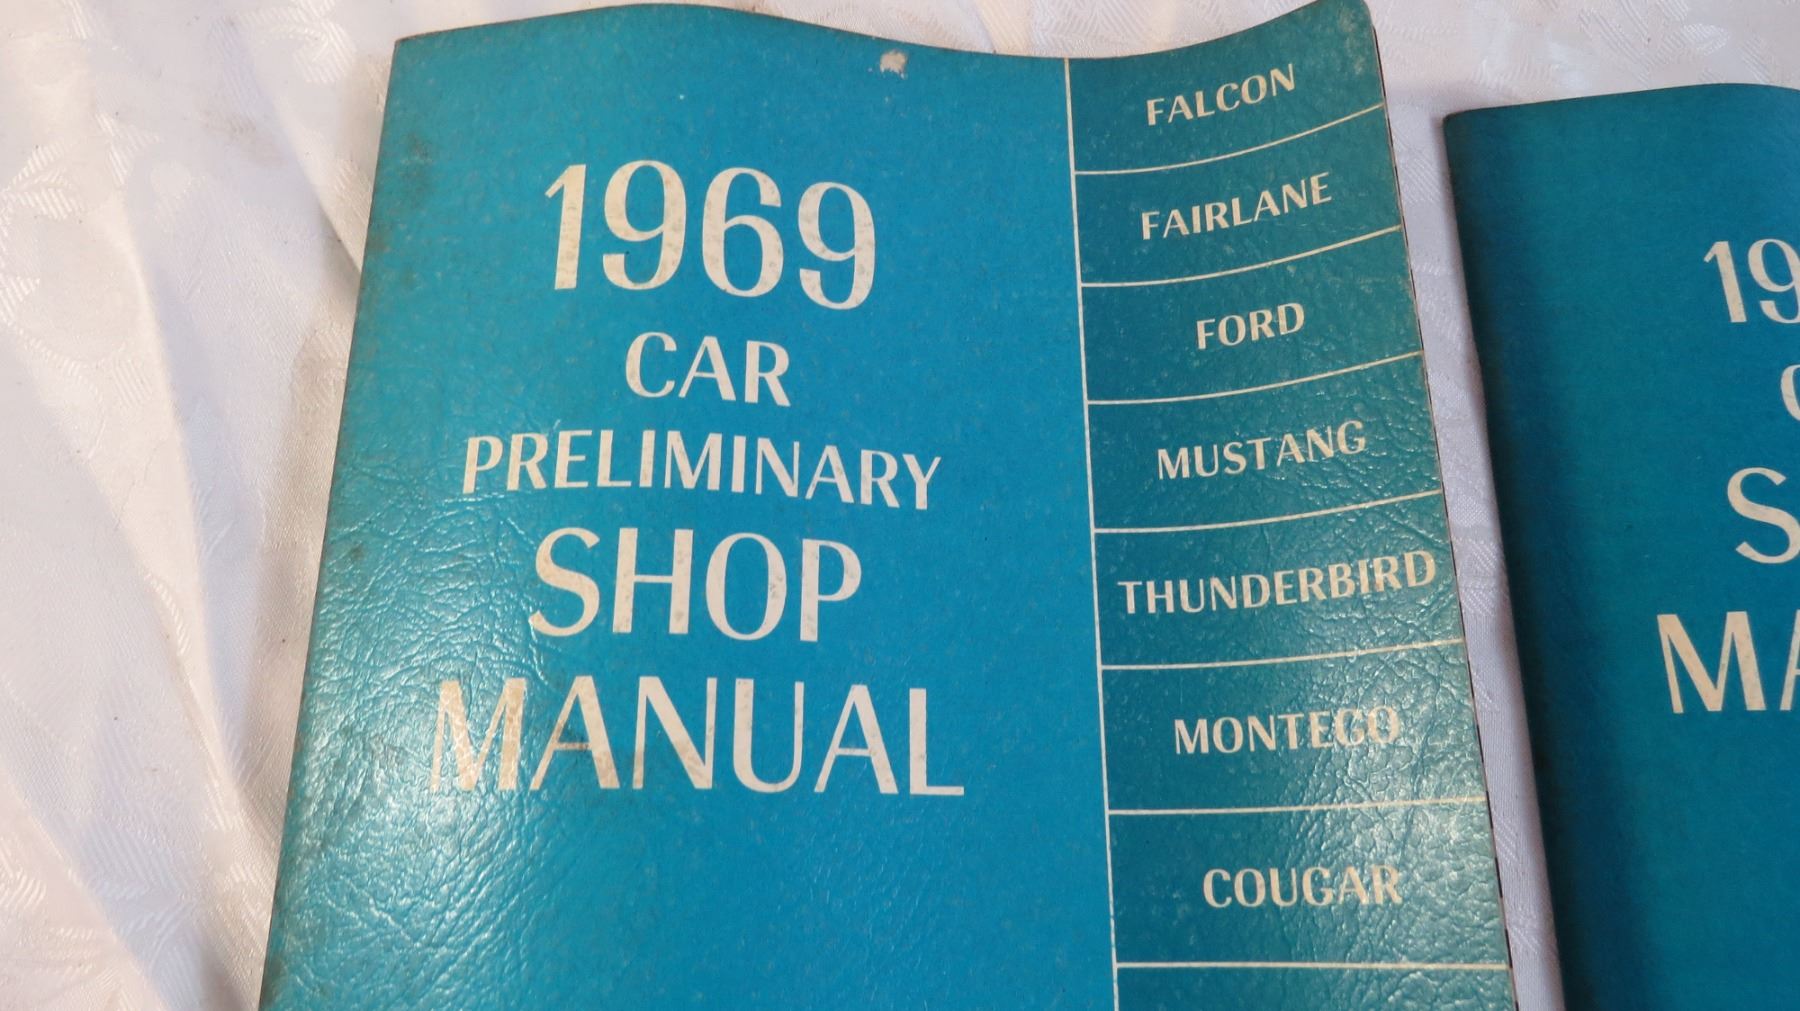 1969
CAR
PRELIMINARY
SHOP
MANUAL
FALCON
FAIRLANE
FORD
MUSTANG
THUNDERBIRD
MONTEGO
COUGAR